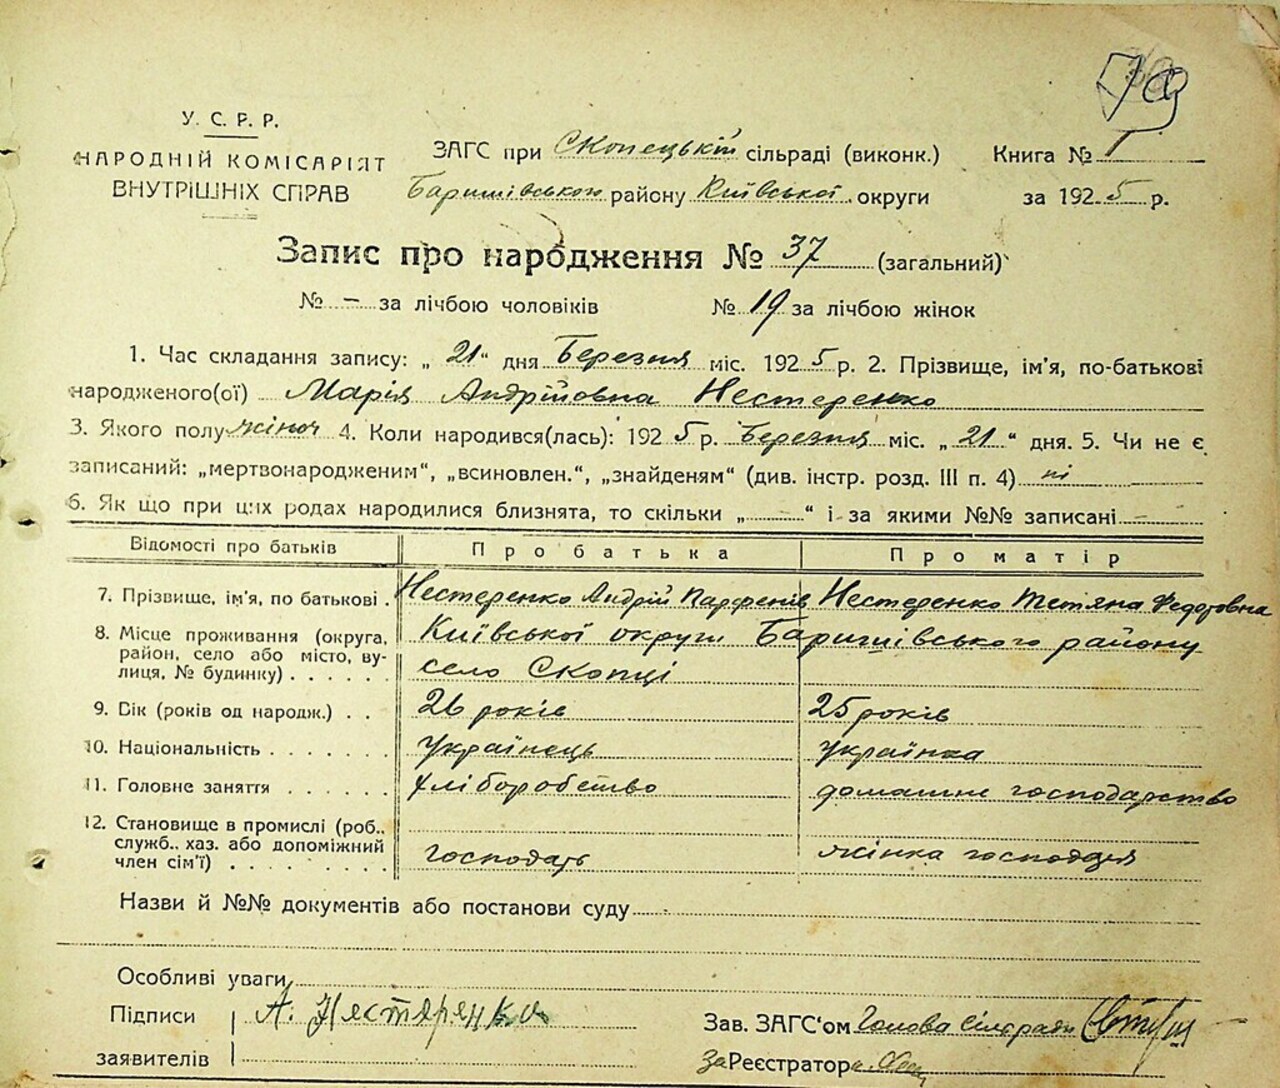 У. С. Р. Р.
НАРОДНІЙ КОМІСАРІЯТ
ВНУТРІШНІХ СПРАВ
ЗАГС при Скопецькій сільраді (виконк.) Книга № 1
Баришівського району Київської округи за 1925 р.
Запис про народження № 37 (загальний)
№ – за лічбою чоловіків № 19 за лічбою жінок
1. Час складання запису: „ 21 “ дня Березня міс. 1925 р. 2. Прізвище, ім'я, по-батькові
народженого(ої) Марія Андрійовна Нестеренко
3. Якого полу жіноч 4. Коли народився(лась): 1925 р. Березня міс. „ 21 “ дня. 5. Чи не є
записаний: „мертвонародженим“, „всиновлен.“, „знайденям“ (див. інстр. розд. III п. 4) ні
6. Як що при цих родах народилися близнята, то скільки „ “ і за якими №№ записані –
Відомості про батьків Про батька Про матір
7. Прізвище, ім'я, по батькові . Нестеренко Андрій Парфенів Нестеренко Тетяна Федоровна
8. Місце проживання (округа, район, село або місто, вулиця, № будинку) . . . . . . Київської округи Баришівського району
село Скопці
9. Вік (років од народж.) . . 26 років 25 років
10. Національність . . . . . . . Українець українка
11. Головне заняття . . . . . . хліборобство домашнє господарство
12. Становище в промислі (роб., служб., хаз. або допоміжний член сім'ї) . . . . . . . . господарь жінка господаря
Назви й №№ документів або постанови суду
Особливі уваги
Підписи А. Нестяренко
заявителів
Зав. ЗАГС‘ом Голова Сільради
За Реєстратора